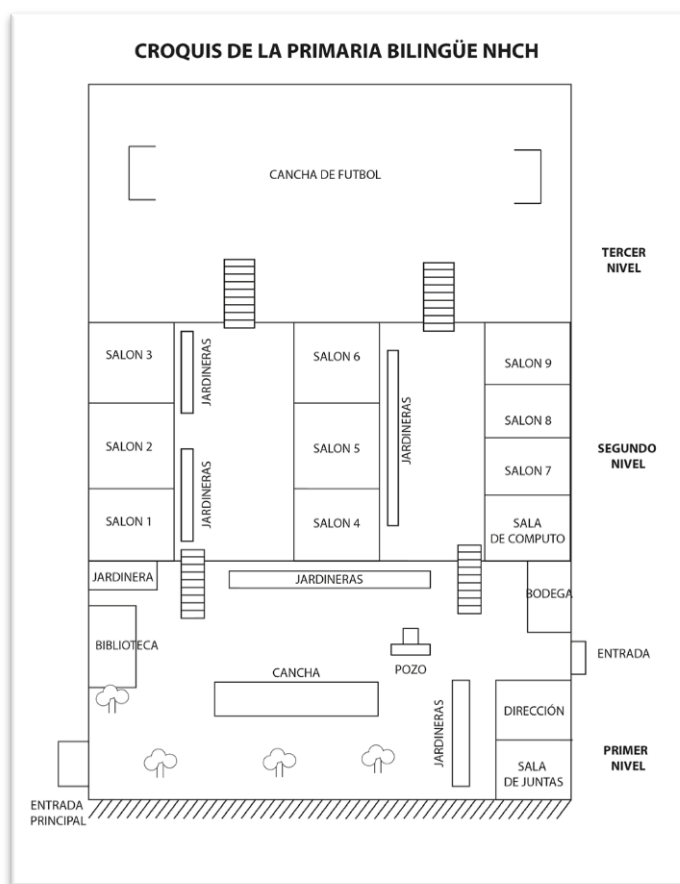 CROQUIS DE LA PRIMARIA BILINGÜE NHCH
CANCHA DE FUTBOL
TERCER
NIVEL
SALON 3
JARDINERAS
SALON 6
JARDINERAS
SALON 9
SALON 8
SALON 2
JARDINERAS
SALON 5
SALON 7
SEGUNDO
NIVEL
SALON 1
SALON 4
SALA
DE COMPUTO
JARDINERA
JARDINERAS
BODEGA
BIBLIOTECA
CANCHA
POZO
ENTRADA
JARDINERAS
DIRECCIÓN
SALA
DE JUNTAS
PRIMER
NIVEL
ENTRADA
PRINCIPAL